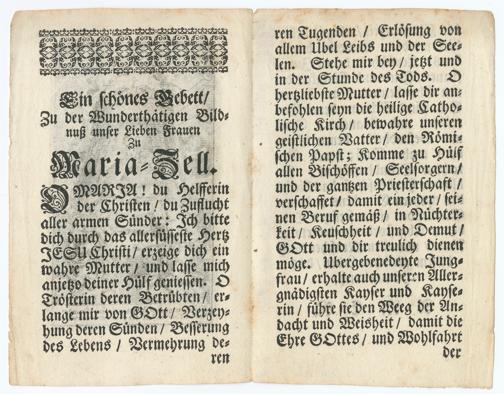 Ein schönes Gebett/
Zu der Wunderthätigen Bild-
nuß unser Lieben Frauen
Zu
Maria-Zell.
O MARJA! du Helfferin
der Christen/ du Zuflucht
aller armen Sünder: Ich bitte
dich durch das allersüsseste Hertz
JESU Christi/ erzeige dich ein
wahre Mutter/ und lasse mich
anjetzo deiner Hülf geniessen. O
Trösterin deren Betrübten/ er-
lange mir von GOtt/ Verzey-
hung deren Sünden/ Besserung
des Lebens/ Vermehrung de-
ren
ren Tugenden/ Erlösung von
allem Ubel Leibs und der See-
len. Stehe mir bey/ jetzt und
in der Stunde des Tods. O
hertzliebste Mutter/ lasse dir an-
befohlen seyn die heilige Catho-
lische Kirch/ bewahre unseren
geistlichen Vatter/ den Römi-
schen Papst; Komme zu Hülf
allen Bischöffen/ Seelsorgern/
und der gantzen Priesterschaft/
verschaffet/ damit ein jeder/ sei-
nen Beruf gemäß/ in Nüchter-
keit/ Keuschheit/ und Demut/
GOtt und dir treulich dienen
möge. Ubergebenedeyte Jung-
frau/ erhalte auch unseren Aller-
gnädigsten Kayser und Kayse-
rin/ führe sie den Weeg der An-
dacht und Weisheit/ damit die
Ehre GOttes/ und Wohlfahrt
der